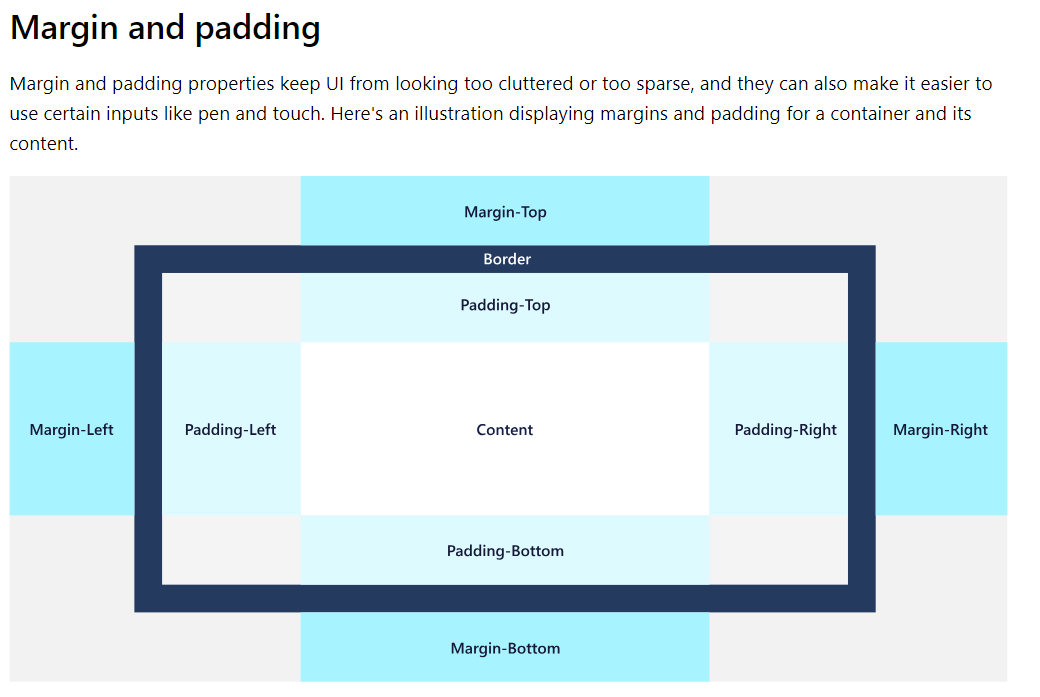 Margin and padding
Margin and padding properties keep UI from looking too cluttered or too sparse, and they can also make it easier to
use certain inputs like pen and touch. Here's an illustration displaying margins and padding for a container and its
content.
Margin-Top
Border
Padding-Top
Margin-Left
Padding-Left
Content
Padding-Right
Margin-Right
Padding-Bottom
Margin-Bottom